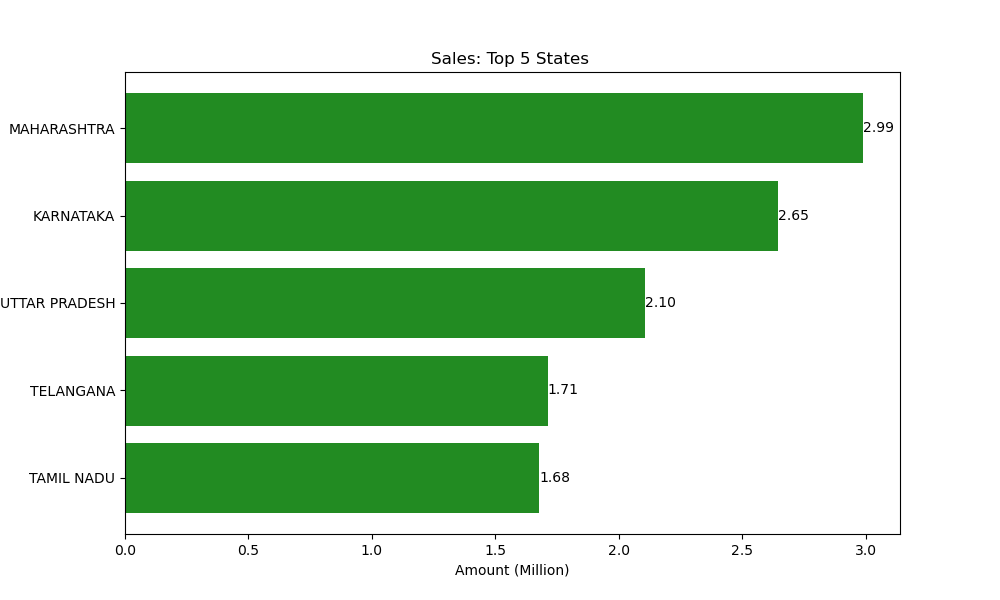 Sales: Top 5 States
MAHARASHTRA
2.99
KARNATAKA
2.65
UTTAR PRADESH
2.10
TELANGANA
1.71
TAMIL NADU
1.68
0.0 0.5 1.0 1.5 2.0 2.5 3.0
Amount (Million)